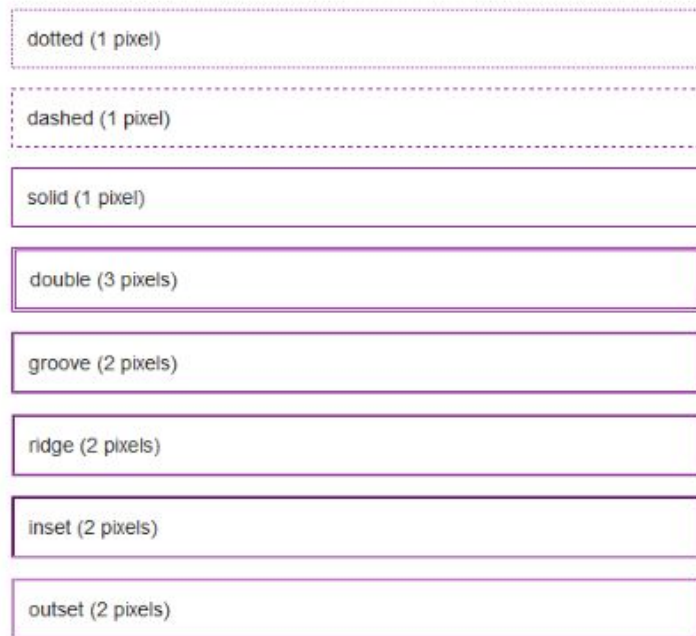 dotted (1 pixel)
dashed (1 pixel)
solid (1 pixel)
double (3 pixels)
groove (2 pixels)
ridge (2 pixels)
inset (2 pixels)
outset (2 pixels)